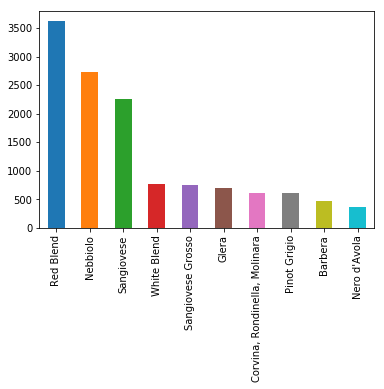 3500
3000
2500
2000
1500
1000
500
0
Red Blend
Nebbiolo
Sangiovese
White Blend
Sangiovese Grosso
Glera
Corvina, Rondinella, Molinara
Pinot Grigio
Barbera
Nero d'Avola